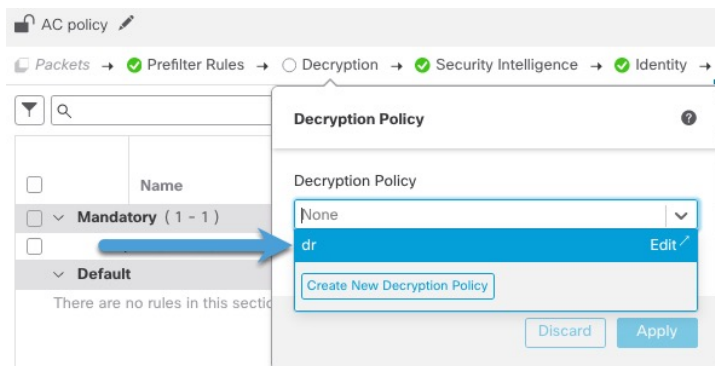 AC policy
Packets → Prefilter Rules → Decryption → Security Intelligence → Identity →
Decryption Policy
Name
Decryption Policy
Mandatory (1 - 1)
None
dr Edit
Default
Create New Decryption Policy
There are no rules in this sectio
Discard Apply